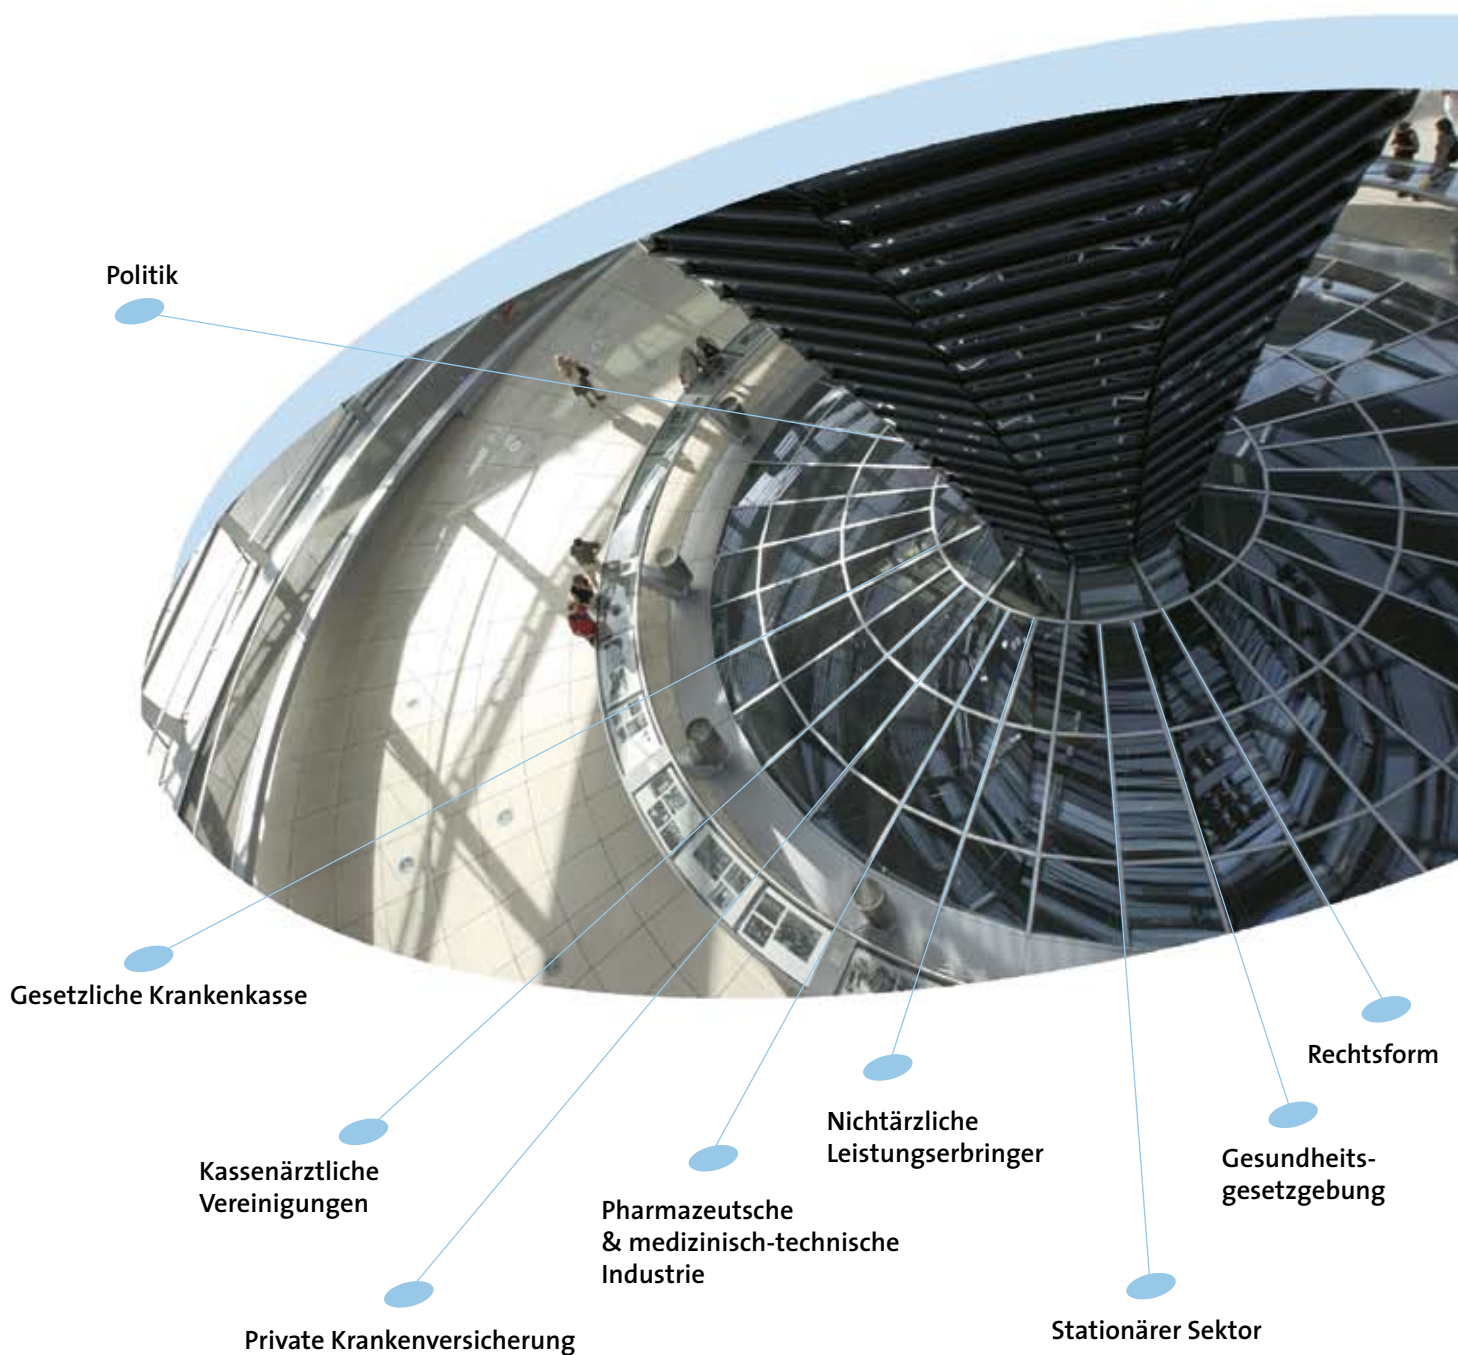 Politik
Gesetzliche Krankenkasse
Rechtsform
Nichtärzliche
Leistungserbringer
Kassenärztliche
Vereinigungen
Gesundheits-
gesetzgebung
Pharmazeutsche
& medizinisch-technische
Industrie
Private Krankenversicherung
Stationärer Sektor